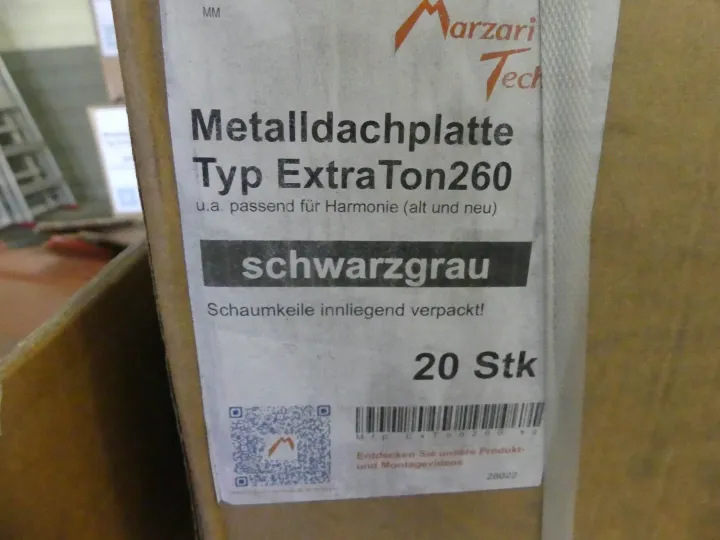 MM
Marzari
Metalldachplatte
Typ ExtraTon260
u.a. passend für Harmonie (alt und neu)
schwarzgrau
Schaumkeile innliegend verpackt!
20 Stk
Entdecken Sie unsere Produkt-
und Montagevideos